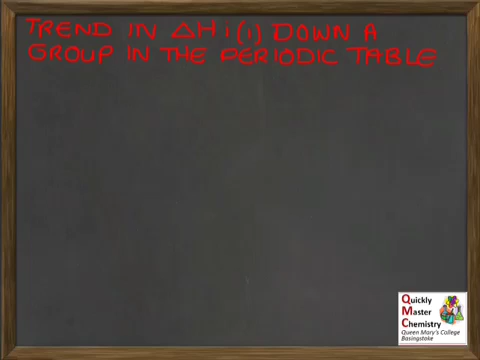 TREND IN ΔHi(1) DOWN A
GROUP IN THE PERIODIC TABLE
Quickly
Master
Chemistry
Queen Mary's College
Basingstoke